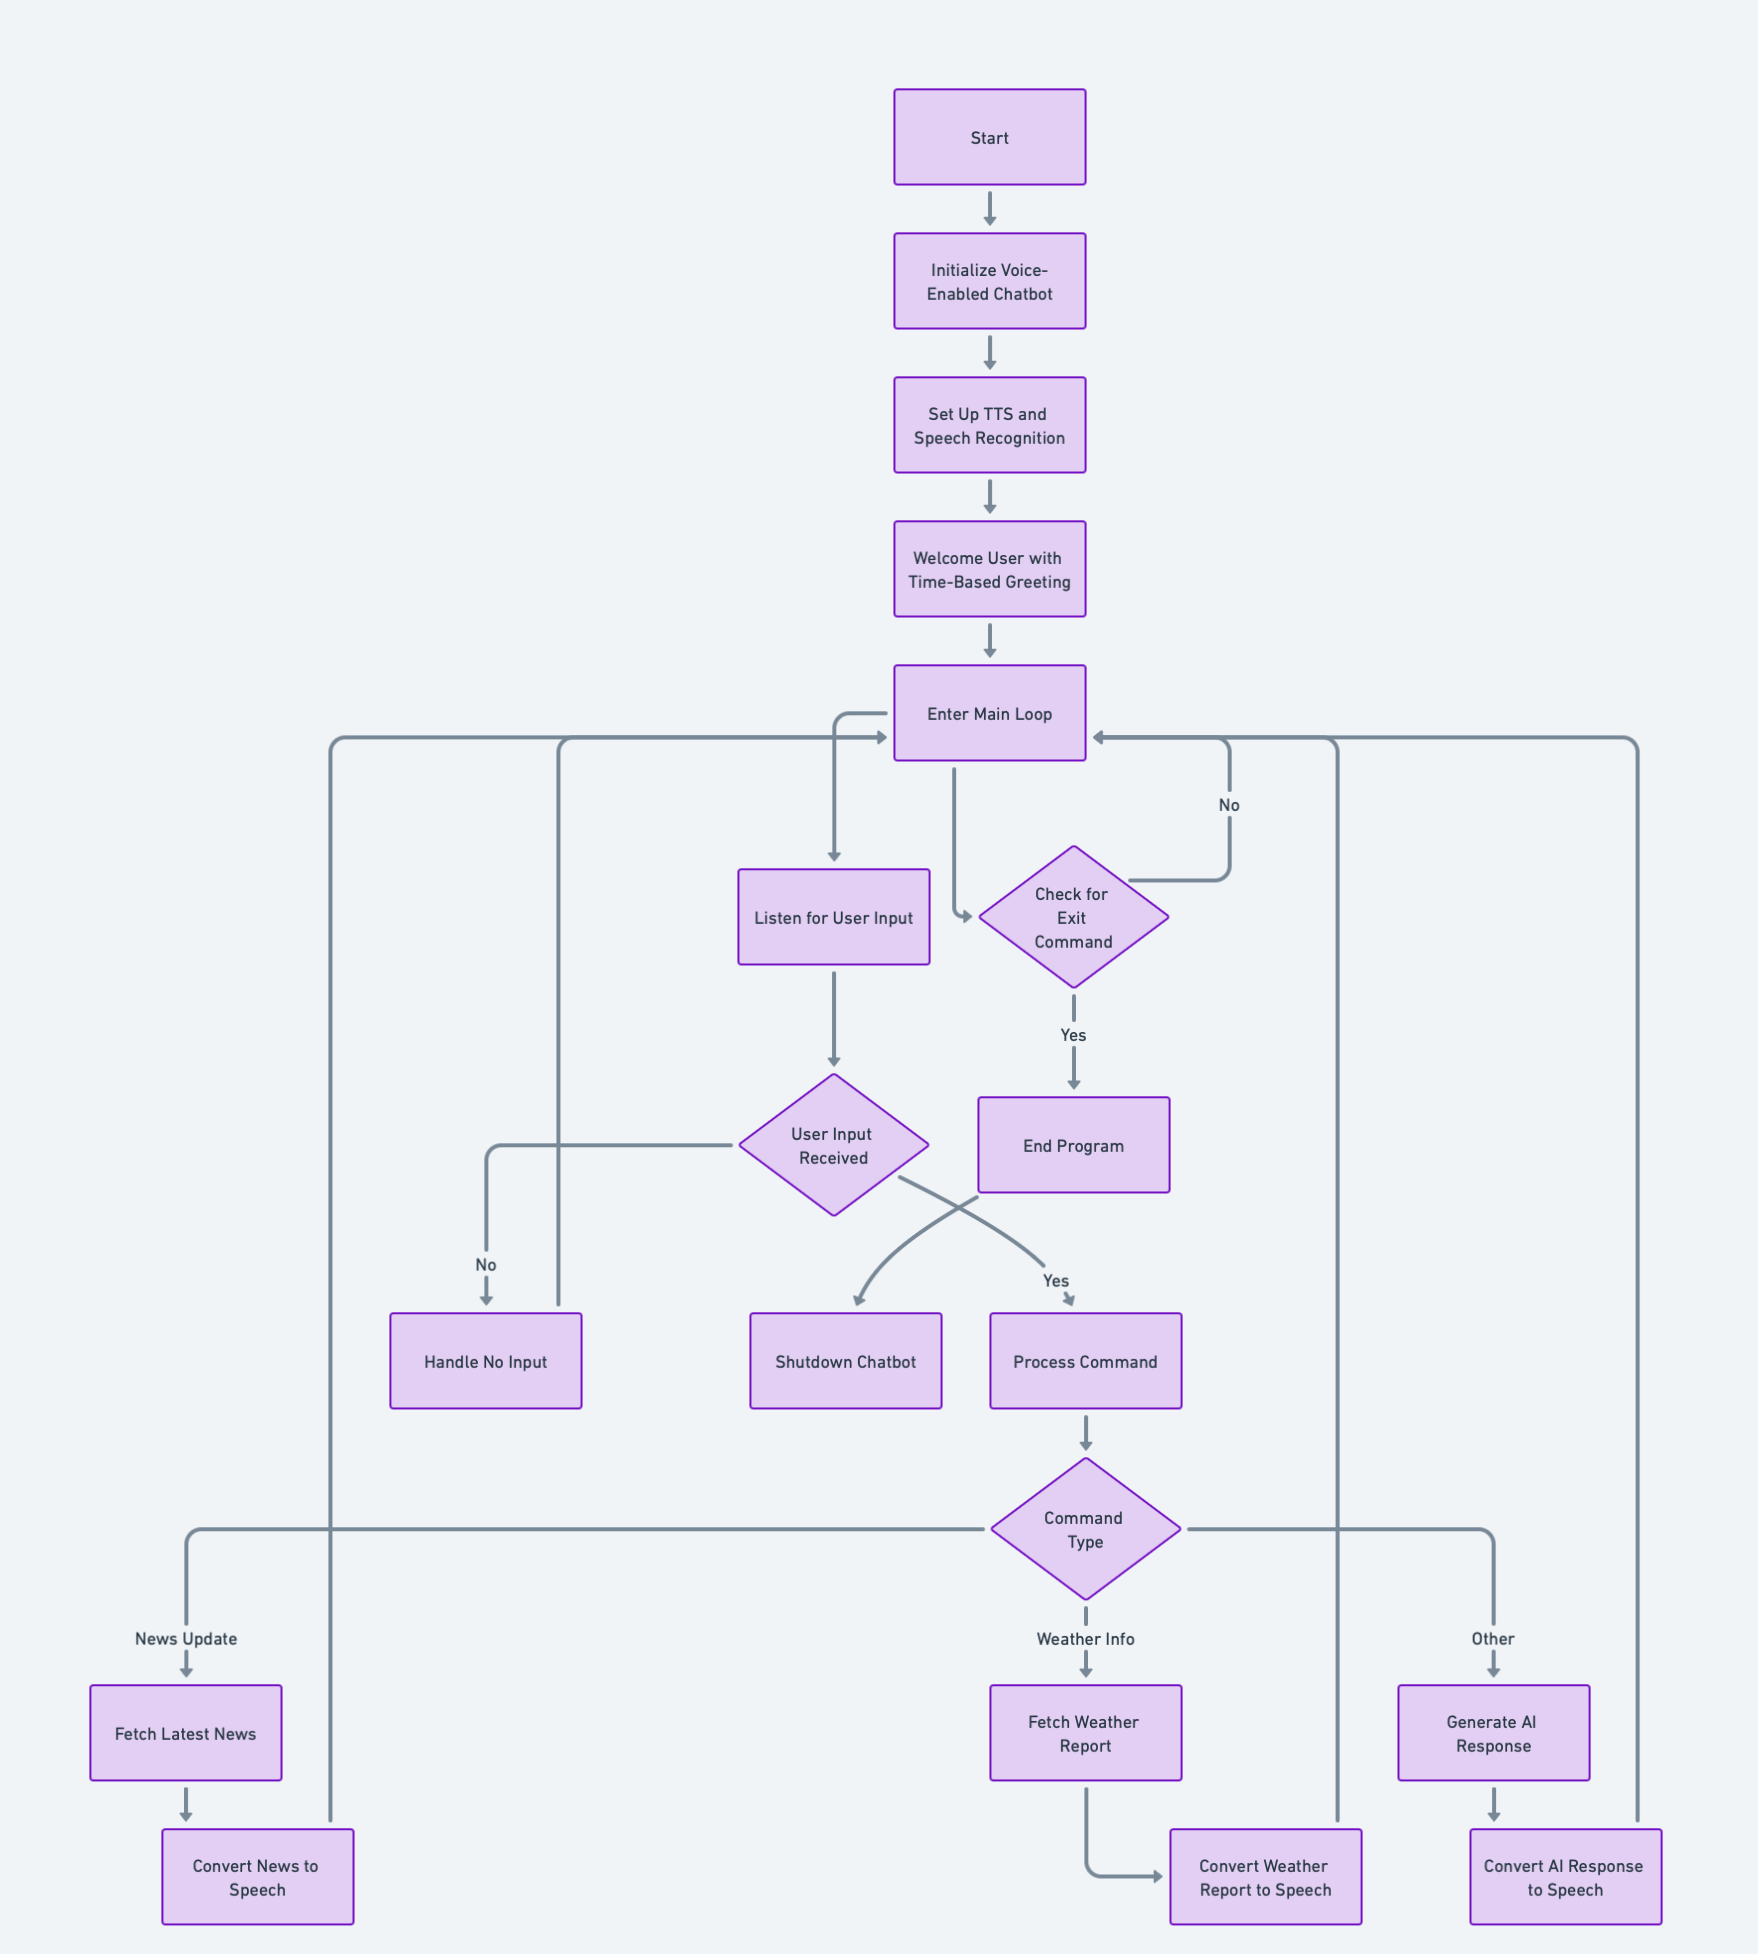 Start
Initialize Voice-
Enabled Chatbot
Set Up TTS and
Speech Recognition
Welcome User with
Time-Based Greeting
Enter Main Loop
No
Listen for User Input
Check for
Exit
Command
Yes
User Input
Received
End Program
No
Yes
Handle No Input
Shutdown Chatbot
Process Command
Command
Type
News Update
Weather Info
Other
Fetch Latest News
Fetch Weather
Report
Generate AI
Response
Convert News to
Speech
Convert Weather
Report to Speech
Convert AI Response
to Speech